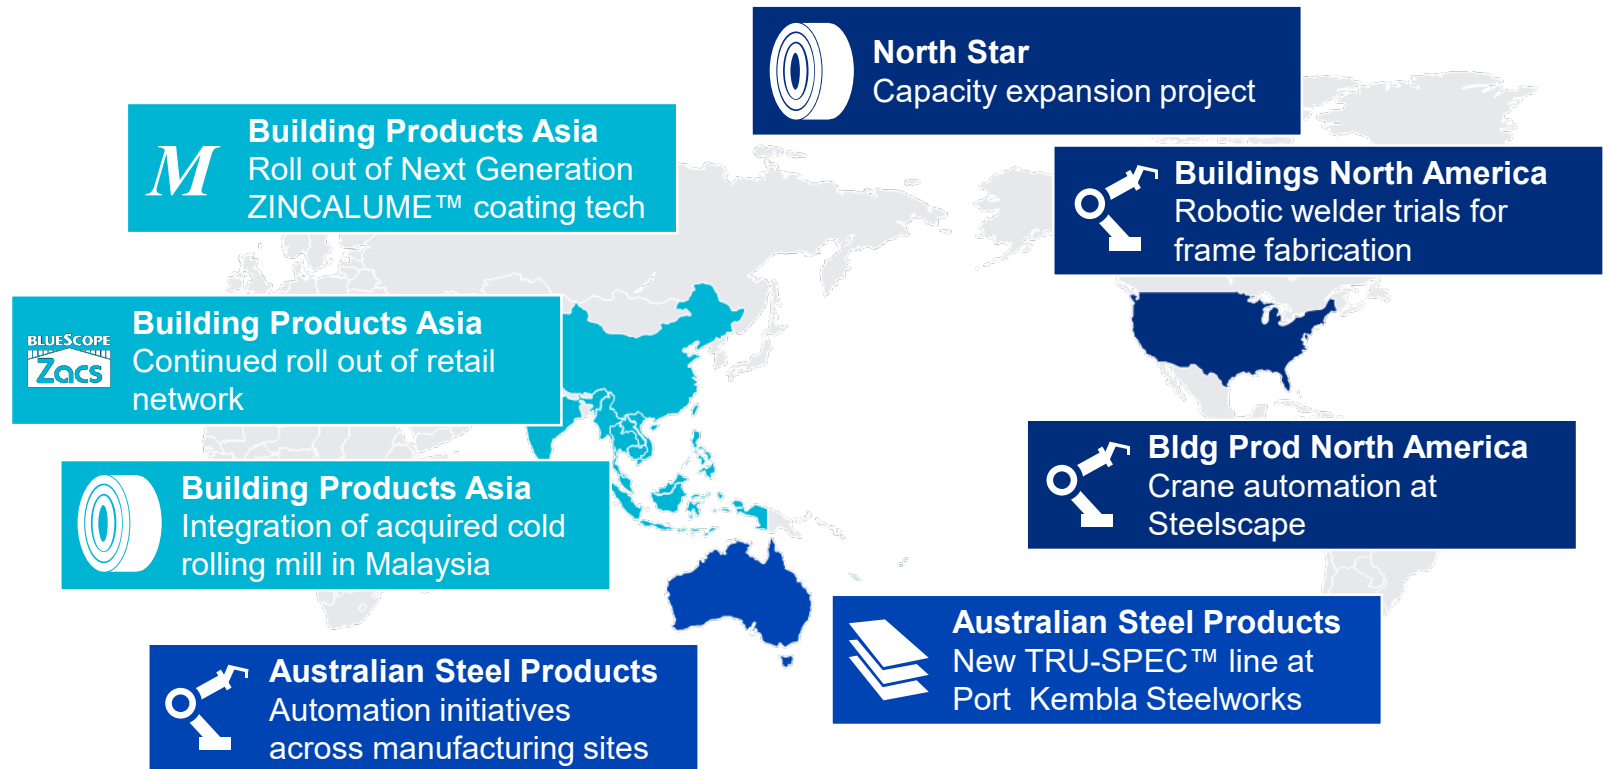 North Star
Capacity expansion project
M
Building Products Asia
Roll out of Next Generation
ZINCALUME™ coating tech
Buildings North America
Robotic welder trials for
frame fabrication
BLUESCOPE
Zacs
Building Products Asia
Continued roll out of retail
network
Bldg Prod North America
Crane automation at
Steelscape
Building Products Asia
Integration of acquired cold
rolling mill in Malaysia
Australian Steel Products
New TRU-SPEC™ line at
Port  Kembla Steelworks
Australian Steel Products
Automation initiatives
across manufacturing sites